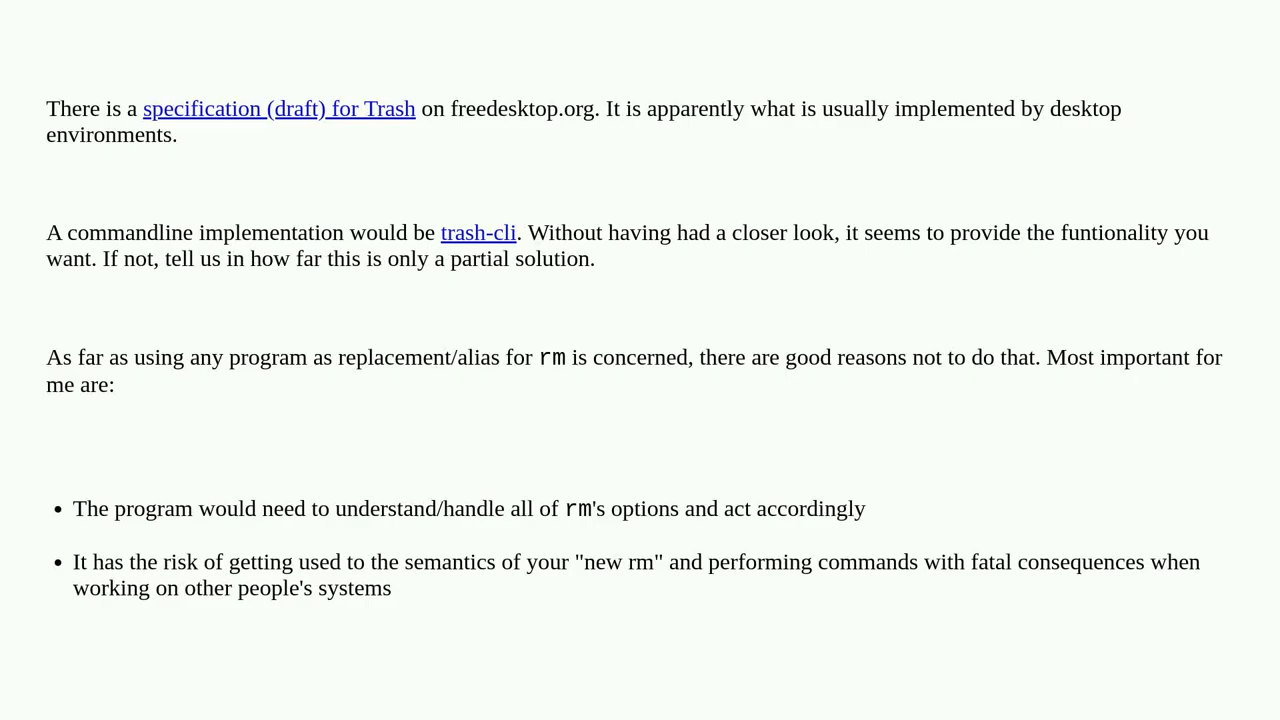 There is a specification (draft) for Trash on freedesktop.org. It is apparently what is usually implemented by desktop
environments.
A commandline implementation would be trash-cli. Without having had a closer look, it seems to provide the funtionality you
want. If not, tell us in how far this is only a partial solution.
As far as using any program as replacement/alias for rm is concerned, there are good reasons not to do that. Most important for
me are:
• The program would need to understand/handle all of rm's options and act accordingly
• It has the risk of getting used to the semantics of your "new rm" and performing commands with fatal consequences when
working on other people's systems